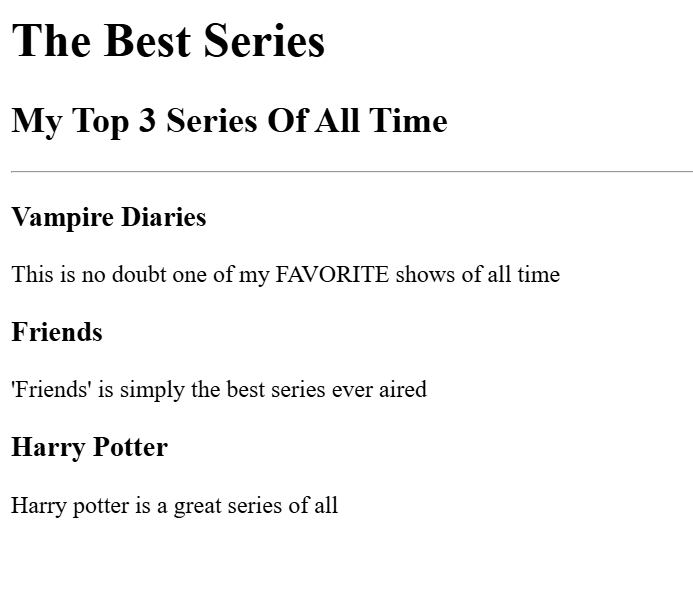 The Best Series
My Top 3 Series Of All Time
Vampire Diaries
This is no doubt one of my FAVORITE shows of all time
Friends
'Friends' is simply the best series ever aired
Harry Potter
Harry potter is a great series of all